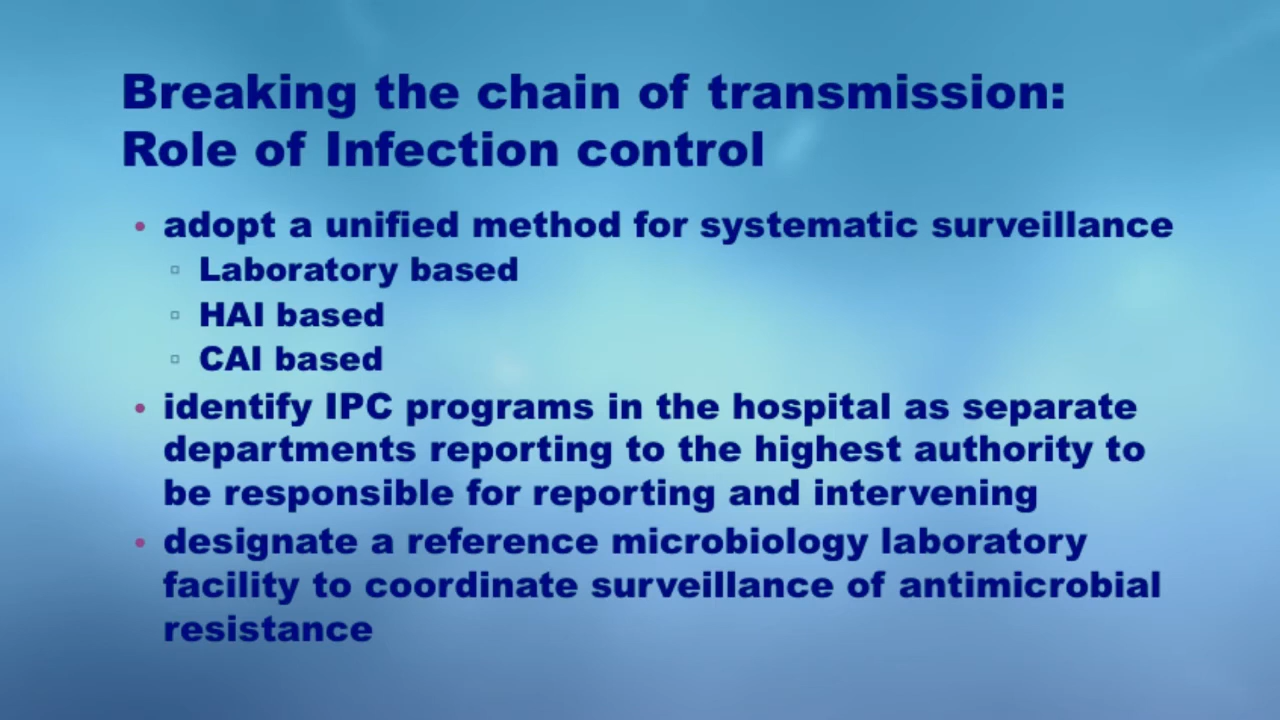 Breaking the chain of transmission:
Role of Infection control
• adopt a unified method for systematic surveillance
▫ Laboratory based
▫ HAI based
▫ CAI based
• identify IPC programs in the hospital as separate
departments reporting to the highest authority to
be responsible for reporting and intervening
• designate a reference microbiology laboratory
facility to coordinate surveillance of antimicrobial
resistance